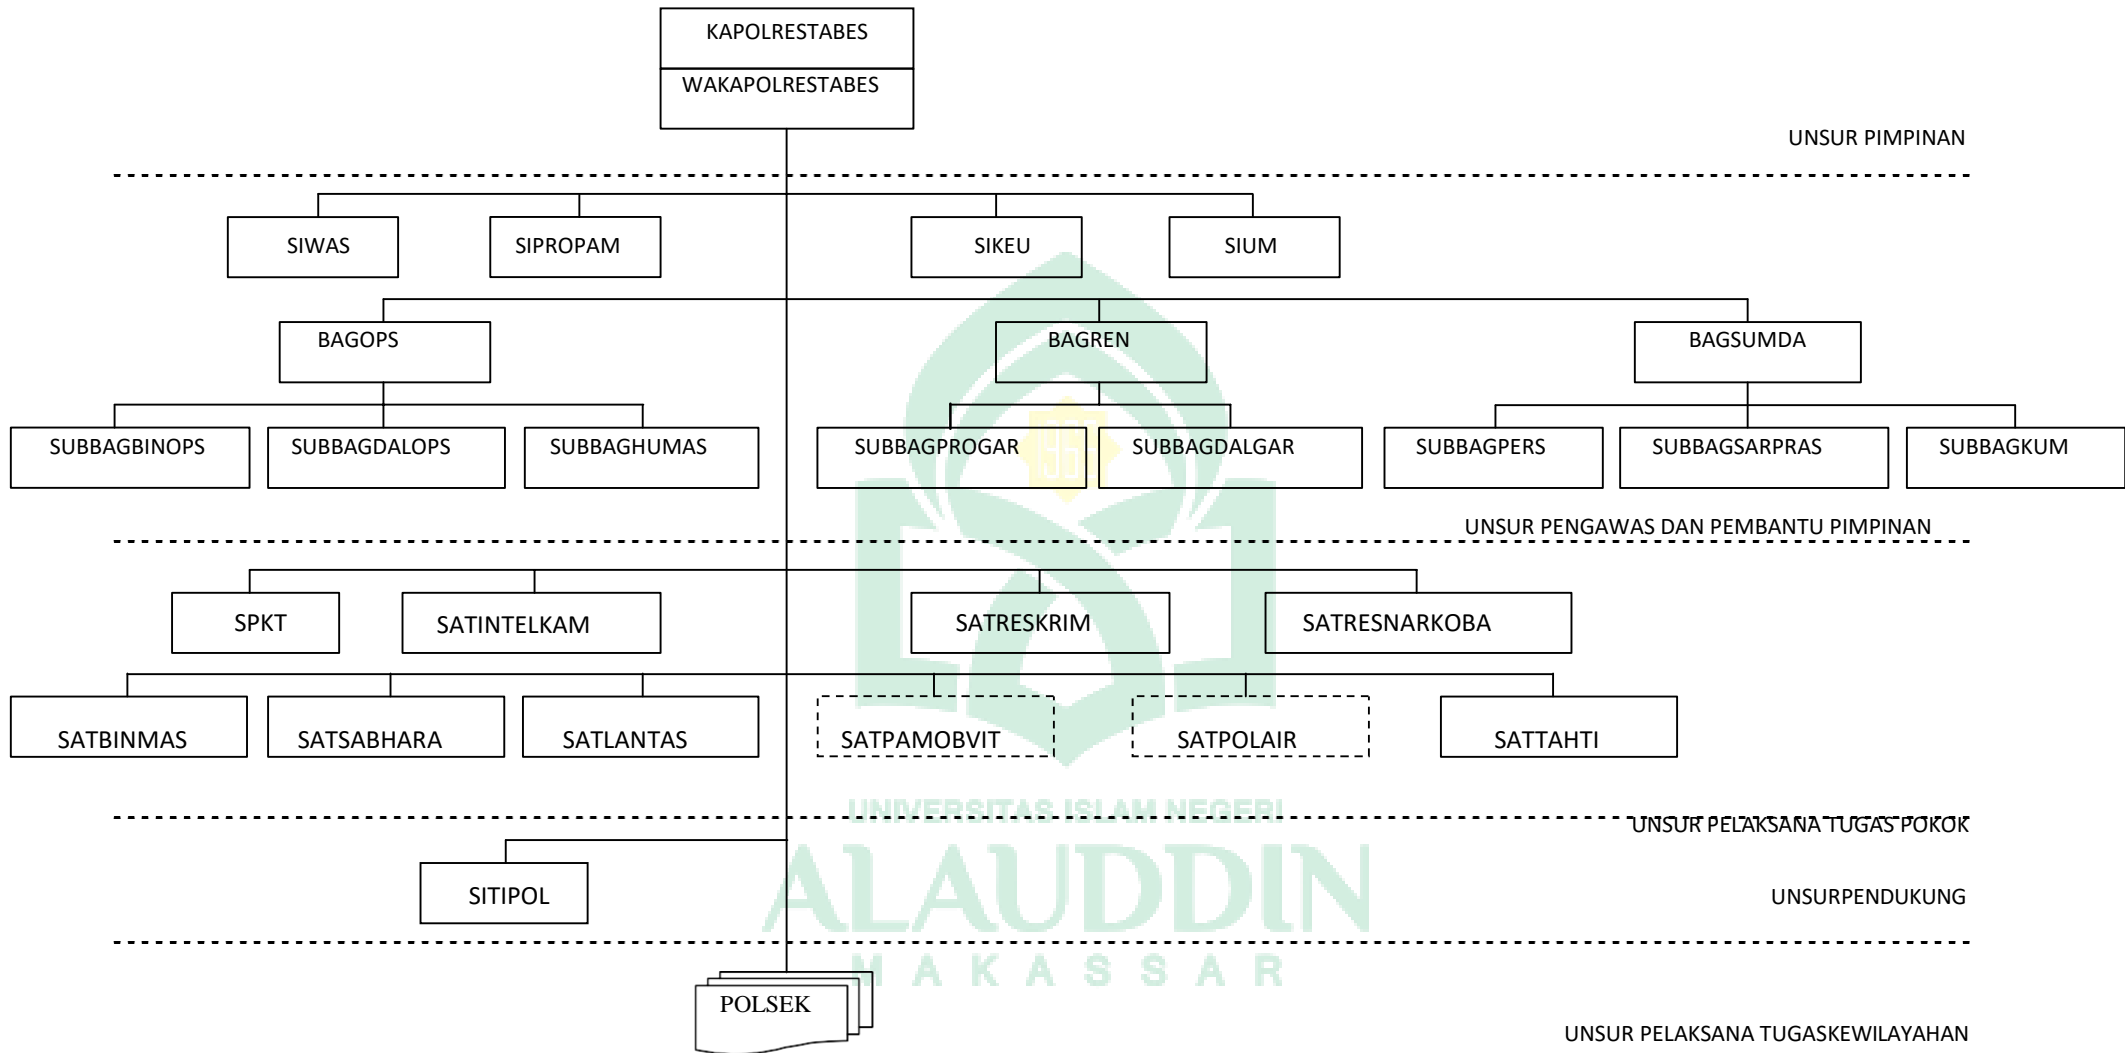 KAPOLRESTABES
WAKAPOLRESTABES
UNSUR PIMPINAN
SIWAS
SIPROPAM
SIKEU
SIUM
BAGOPS
BAGREN
BAGSUMDA
SUBBAGBINOPS
SUBBAGDALOPS
SUBBAGHUMAS
SUBBAGPROGAR
SUBBAGDALGAR
SUBBAGPERS
SUBBAGSARPRAS
SUBBAGKUM
1965
UNSUR PENGAWAS DAN PEMBANTU PIMPINAN
SPKT
SATINTELKAM
SATRESKRIM
SATRESNARKOBA
SATBINMAS
SATSABHARA
SATLANTAS
SATPAMOBVIT
SATPOLAIR
SATTAHTI
UNIVERSITAS ISLAM NEGERI
UNSUR PELAKSANA TUGAS POKOK
ALAUDDIN
SITIPOL
UNSURPENDUKUNG
MAKASSAR
POLSEK
UNSUR PELAKSANA TUGASKEWILAYAHAN